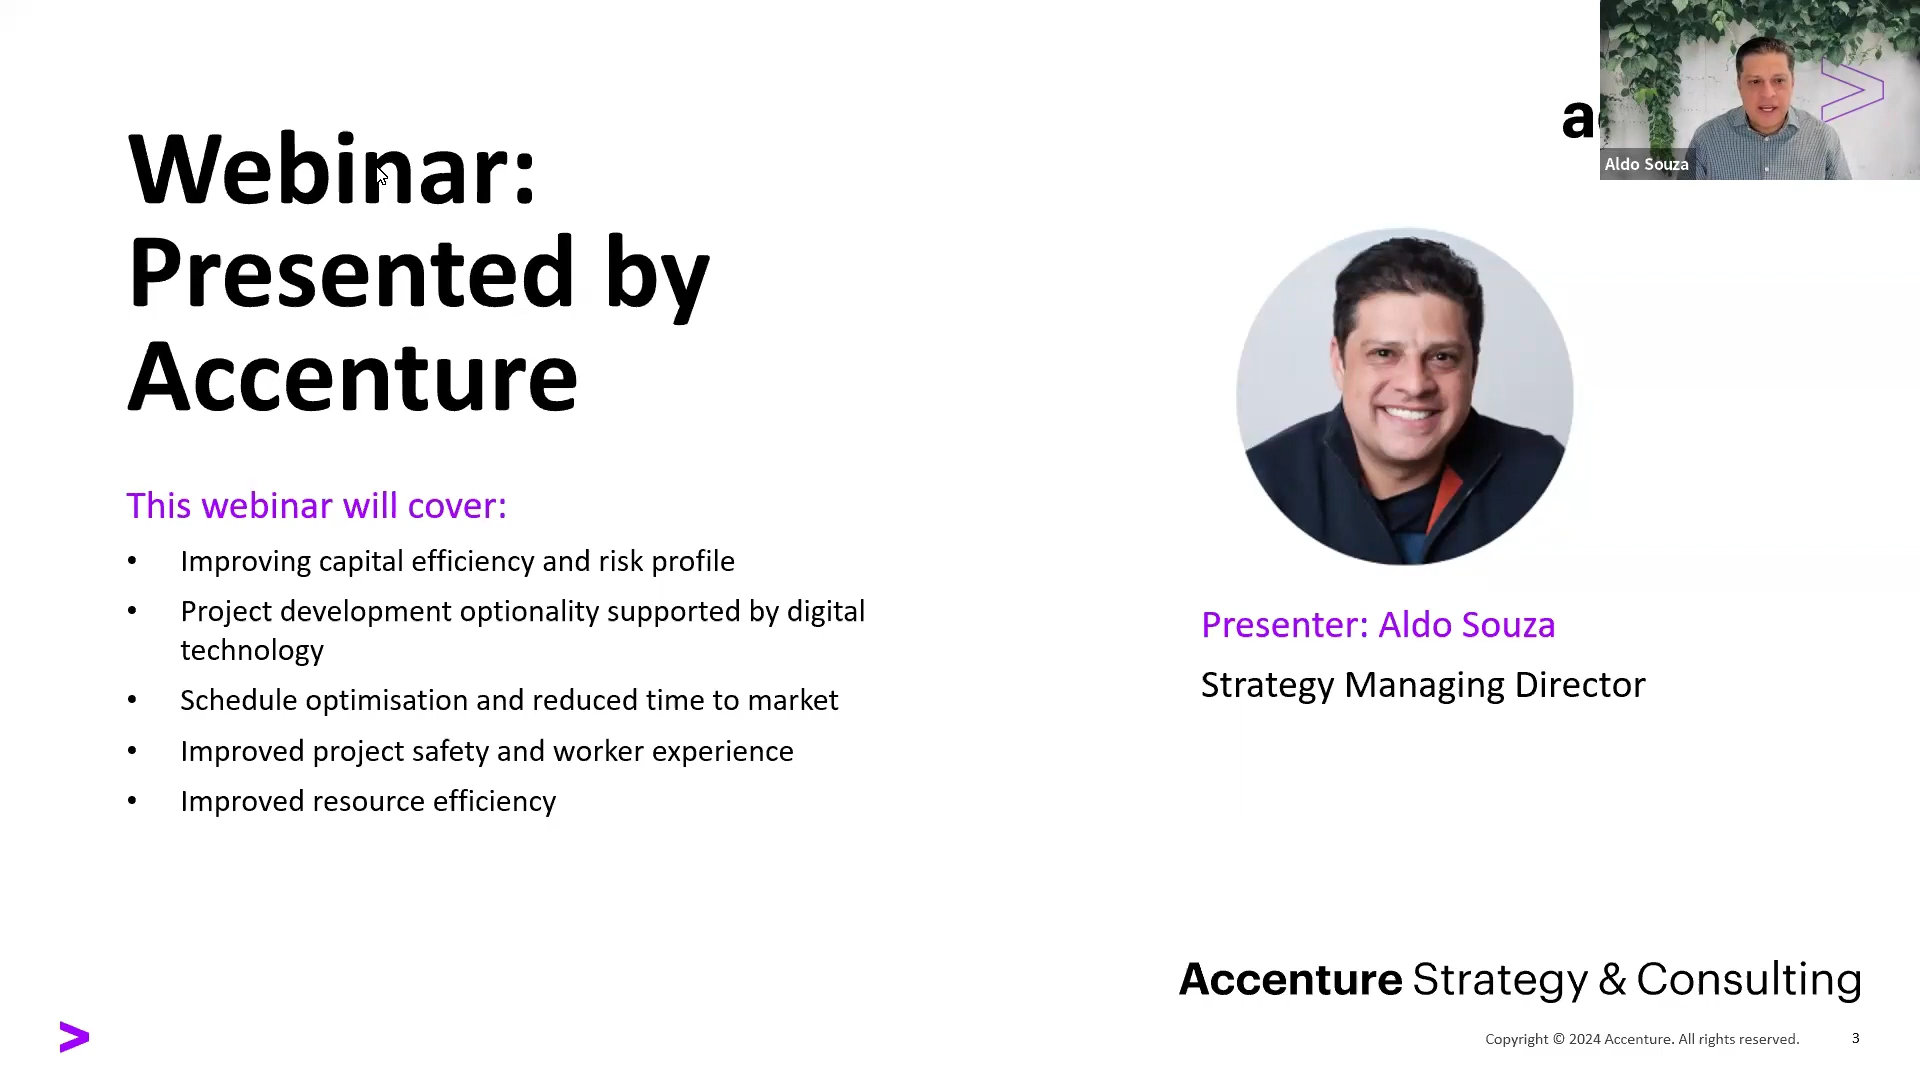 Webinar:
Presented by
Accenture
This webinar will cover:
• Improving capital efficiency and risk profile
• Project development optionality supported by digital
technology
• Schedule optimisation and reduced time to market
• Improved project safety and worker experience
• Improved resource efficiency
Aldo Souza
Presenter: Aldo Souza
Strategy Managing Director
Accenture Strategy & Consulting
Copyright © 2024 Accenture. All rights reserved.
3